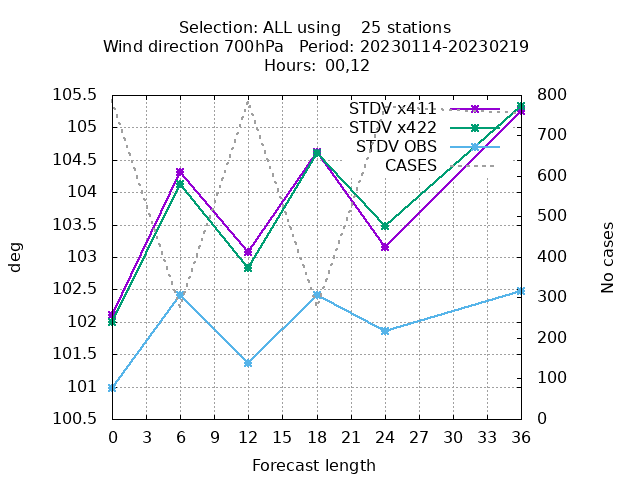 Selection: ALL using    25 stations
Wind direction 700hPa   Period: 20230114-20230219
Hours: 00,12
105.5
105
104.5
104
103.5
103
102.5
102
101.5
101
100.5
deg
STDV x411
STDV x422
STDV OBS
CASES
800
700
600
500
400
300
200
100
0
No cases
0 3 6 9 12 15 18 21 24 27 30 33 36
Forecast length